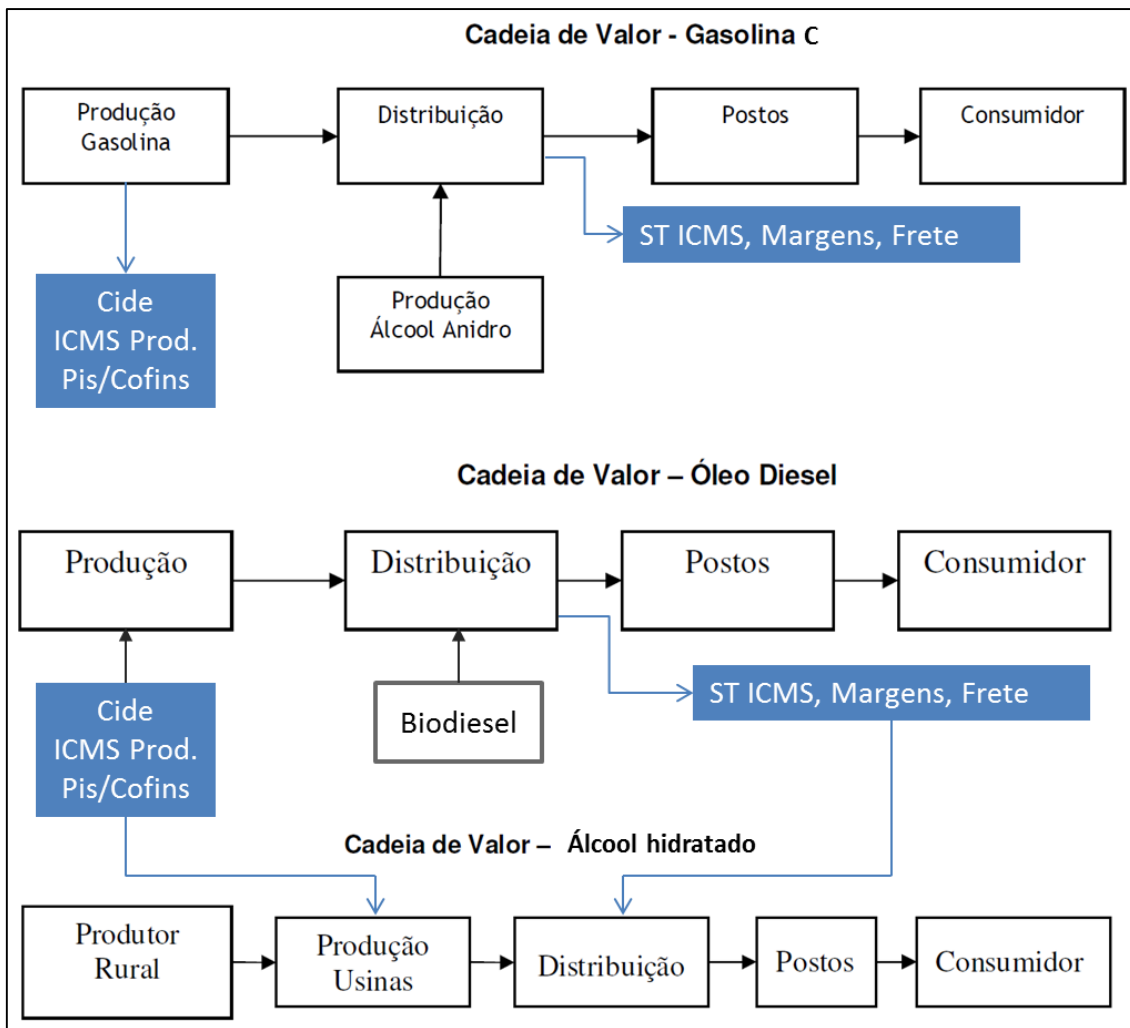 Cadeia de Valor - Gasolina C
Produção
Gasolina
Distribuição
Postos
Consumidor
ST ICMS, Margens, Frete
Cide
ICMS Prod.
Pis/Cofins
Produção
Álcool Anidro
Cadeia de Valor – Óleo Diesel
Produção
Distribuição
Postos
Consumidor
Cide
ICMS Prod.
Pis/Cofins
Biodiesel
ST ICMS, Margens, Frete
Cadeia de Valor – Álcool hidratado
Produtor
Rural
Produção
Usinas
Distribuição
Postos
Consumidor